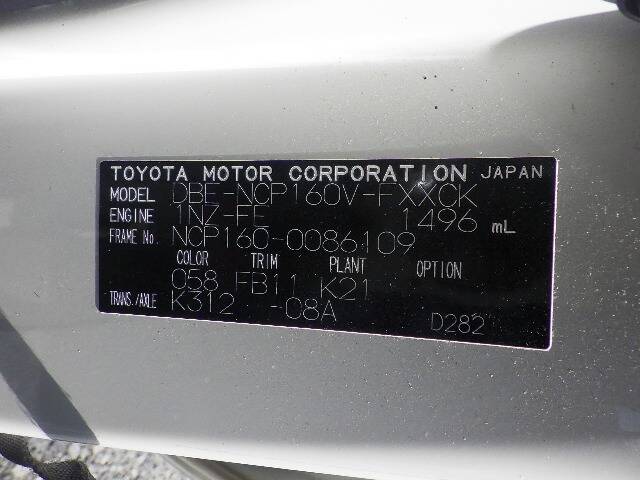 TOYOTA MOTOR CORPORATION JAPAN
MODEL DBE-NCP160V-FXXCK
ENGINE 1NZ-FE 1496 mL
FRAME No. NCP160-0086109
COLOR TRIM PLANT OPTION
058 FB11 K21
TRANS./AXLE K312 -08A
D282